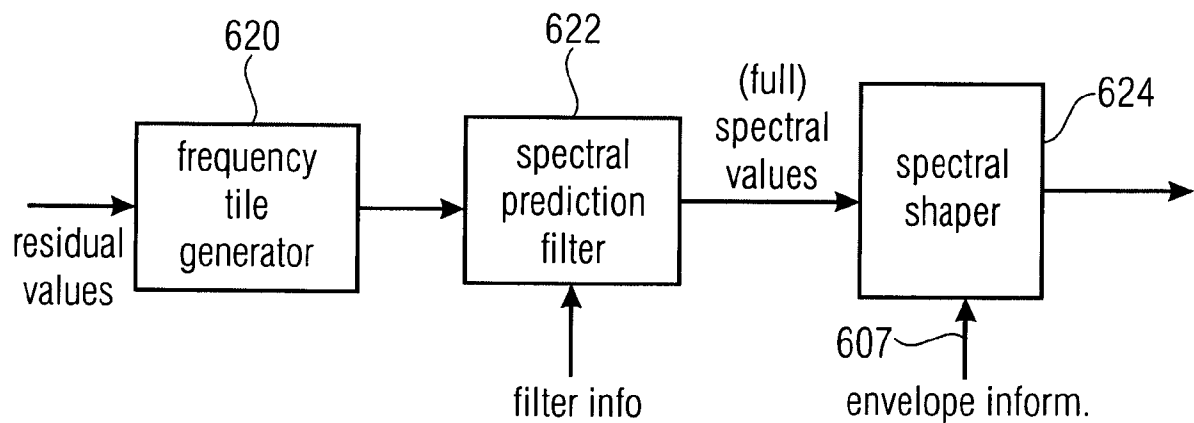 620
622
624
(full)
spectral
values
frequency
tile
generator
spectral
prediction
filter
spectral
shaper
residual
values
607
filter info
envelope inform.